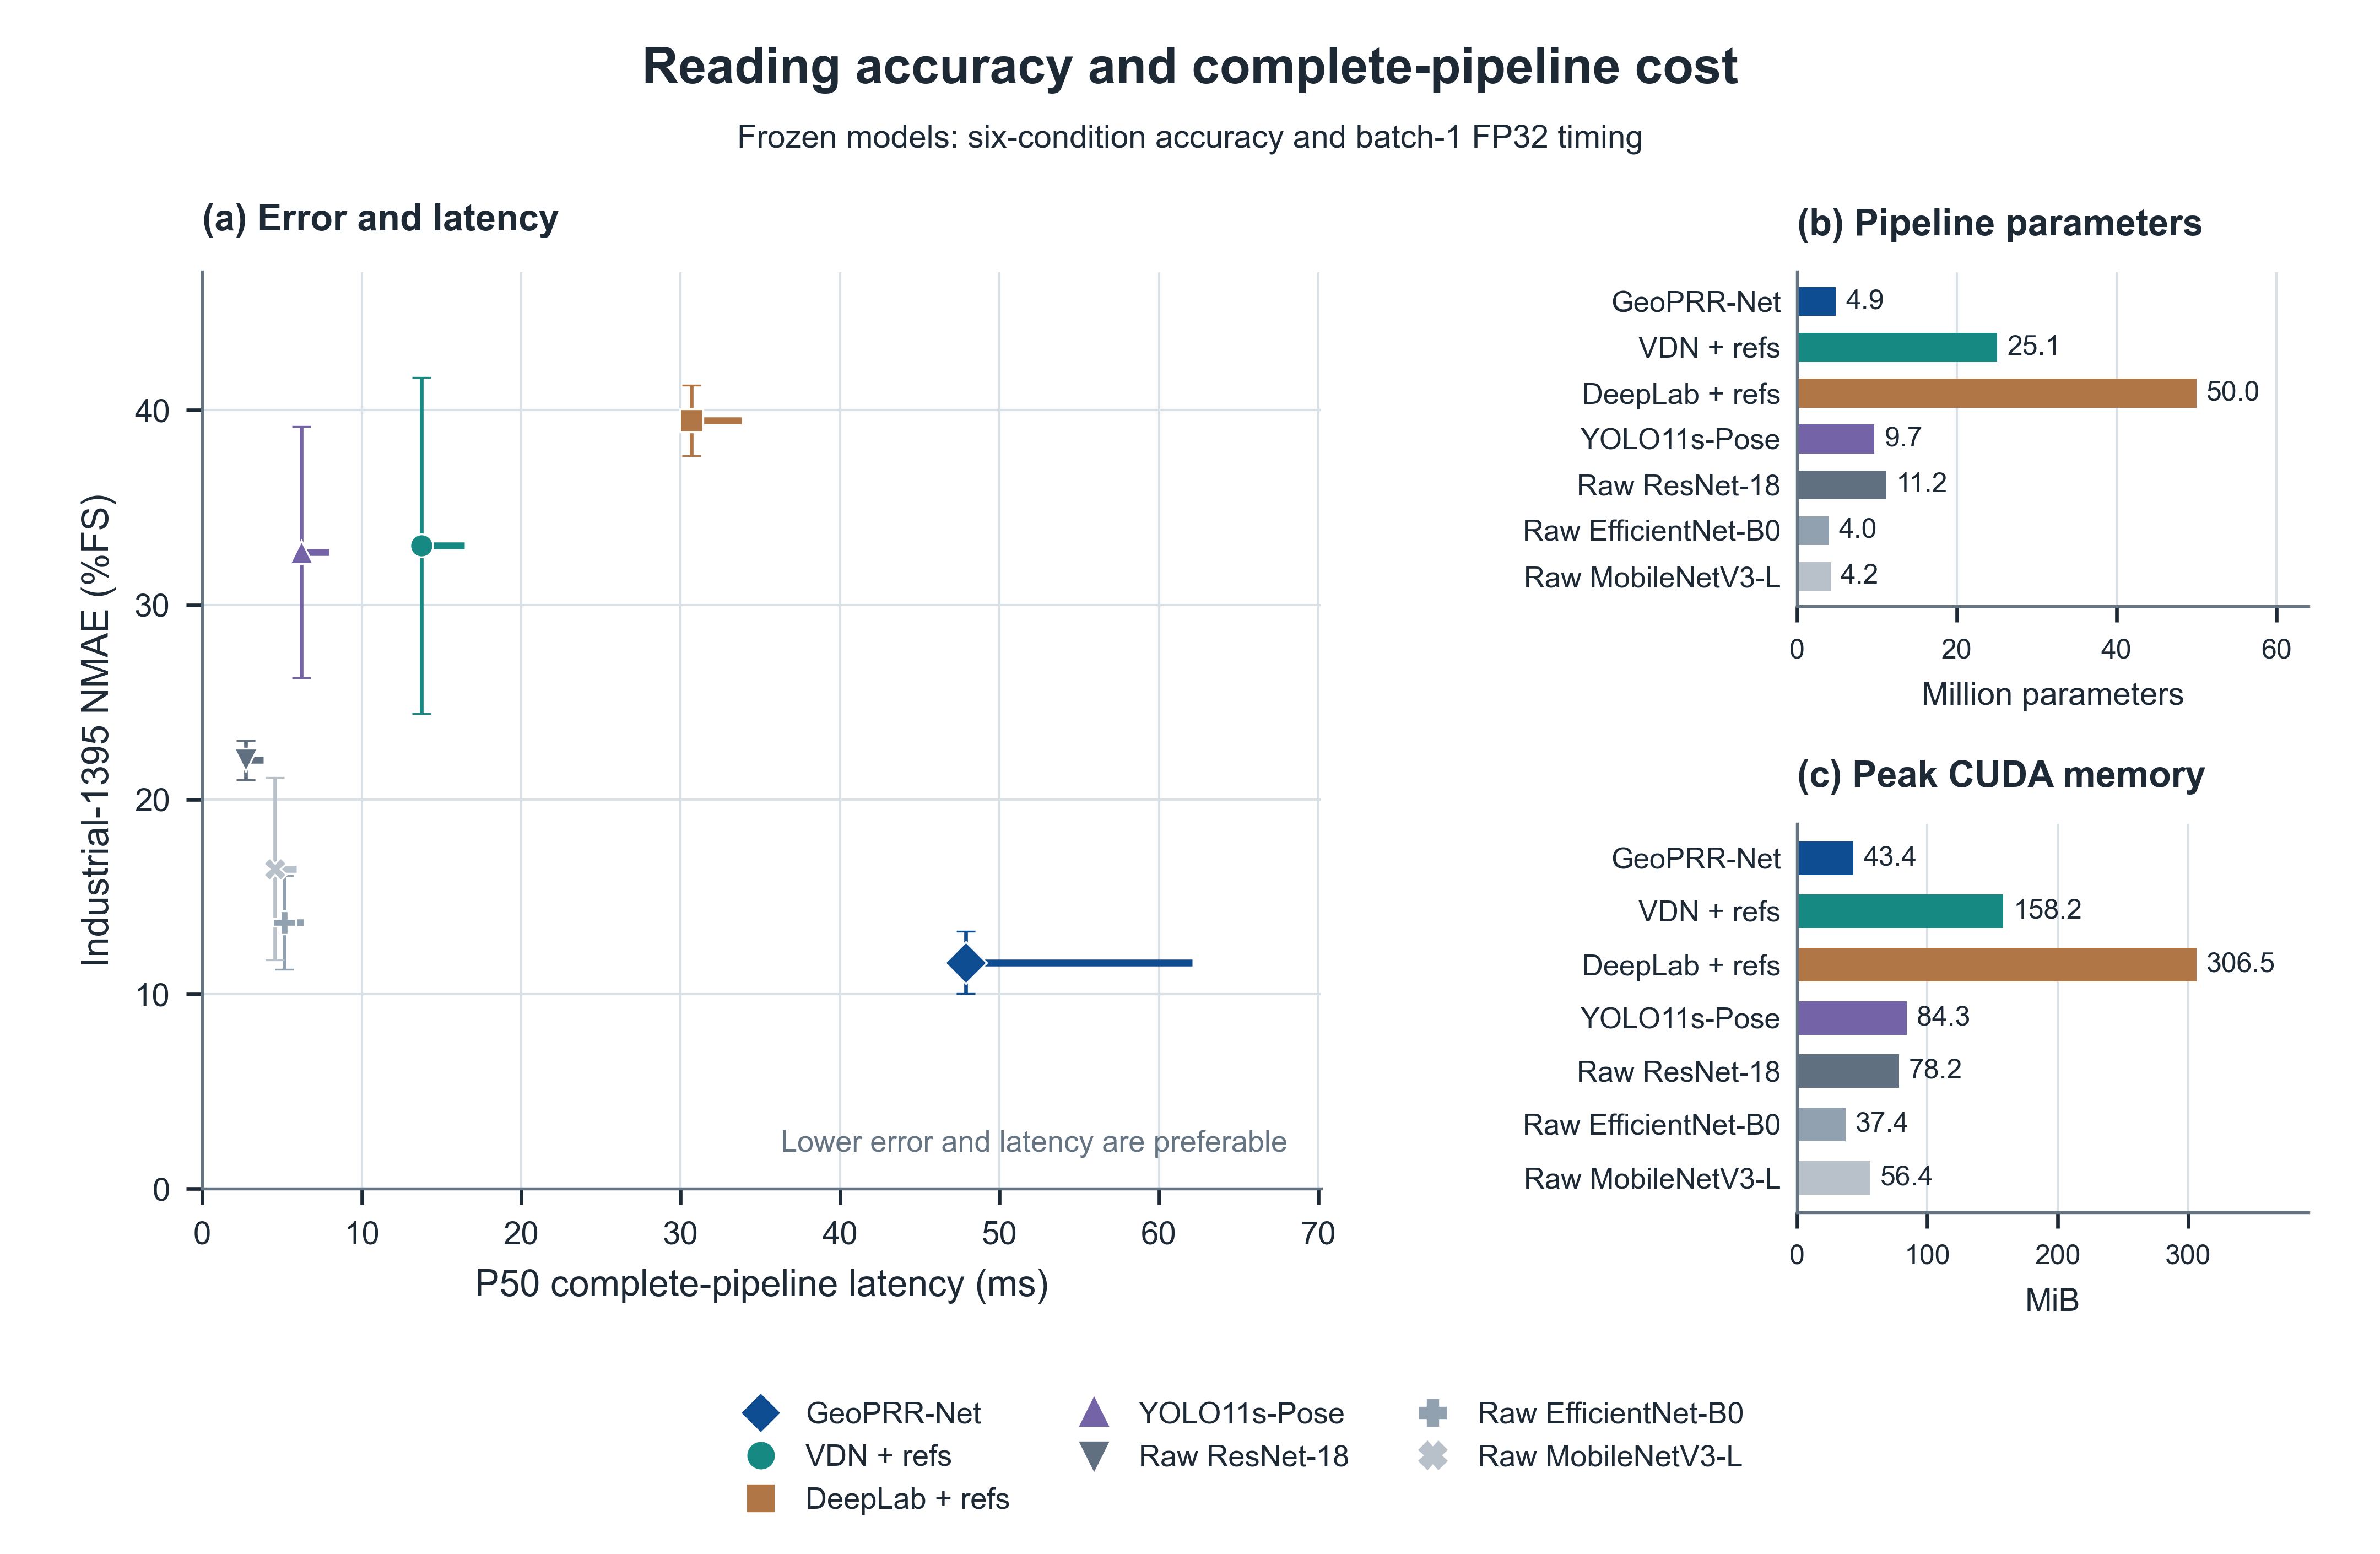 Reading accuracy and complete-pipeline cost
Frozen models: six-condition accuracy and batch-1 FP32 timing
(a) Error and latency
Industrial-1395 NMAE (%FS)
40
30
20
10
0
0 10 20 30 40 50 60 70
Lower error and latency are preferable
P50 complete-pipeline latency (ms)
(b) Pipeline parameters
GeoPRR-Net 4.9
VDN + refs 25.1
DeepLab + refs 50.0
YOLO11s-Pose 9.7
Raw ResNet-18 11.2
Raw EfficientNet-B0 4.0
Raw MobileNetV3-L 4.2
0 20 40 60
Million parameters
(c) Peak CUDA memory
GeoPRR-Net 43.4
VDN + refs 158.2
DeepLab + refs 306.5
YOLO11s-Pose 84.3
Raw ResNet-18 78.2
Raw EfficientNet-B0 37.4
Raw MobileNetV3-L 56.4
0 100 200 300
MiB
GeoPRR-Net YOLO11s-Pose Raw EfficientNet-B0
VDN + refs Raw ResNet-18 Raw MobileNetV3-L
DeepLab + refs